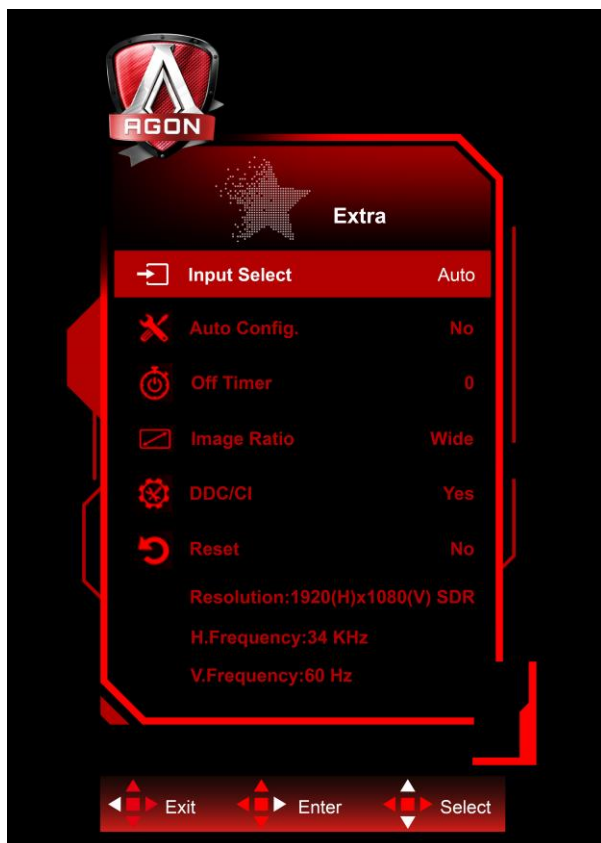 AGON
Extra
Input Select Auto
Auto Config. No
Off Timer 0
Image Ratio Wide
DDC/CI Yes
Reset No
Resolution:1920(H)x1080(V) SDR
H.Frequency:34 KHz
V.Frequency:60 Hz
Exit Enter Select